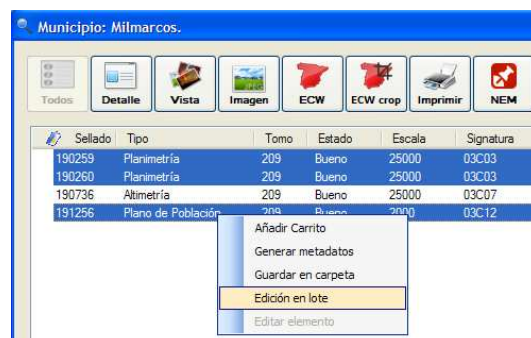 Municipio: Milmarcos.
Todos Detalle Vista Imagen ECW ECW crop Imprimir NEM
Sellado Tipo Tomo Estado Escala Signatura
190259 Planimetría 209 Bueno 25000 03C03
190260 Planimetría 209 Bueno 25000 03C03
190736 Altimetría 209 Bueno 25000 03C07
191256 Plano de Población 209 Bueno 2000 03C12
Añadir Carrito
Generar metadatos
Guardar en carpeta
Edición en lote
Editar elemento